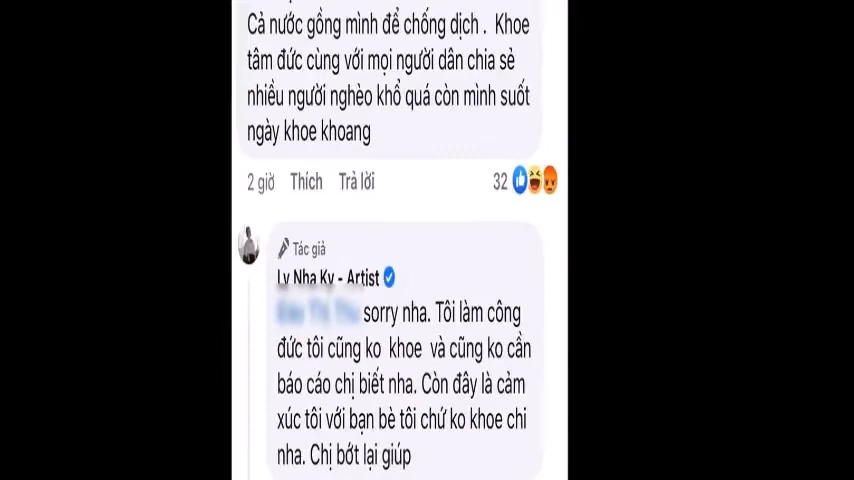 Cả nước gồng mình để chống dịch . Khoe
tâm đức cùng với mọi người dân chia sẻ
nhiều người nghèo khổ quá còn mình suốt
ngày khoe khoang
2 giờ Thích Trả lời 32
Tác giả
Ly Nha Ky - Artist
sorry nha. Tôi làm công
đức tôi cũng ko khoe và cũng ko cần
báo cáo chị biết nha. Còn đây là cảm
xúc tôi với bạn bè tôi chứ ko khoe chi
nha. Chị bớt lại giúp